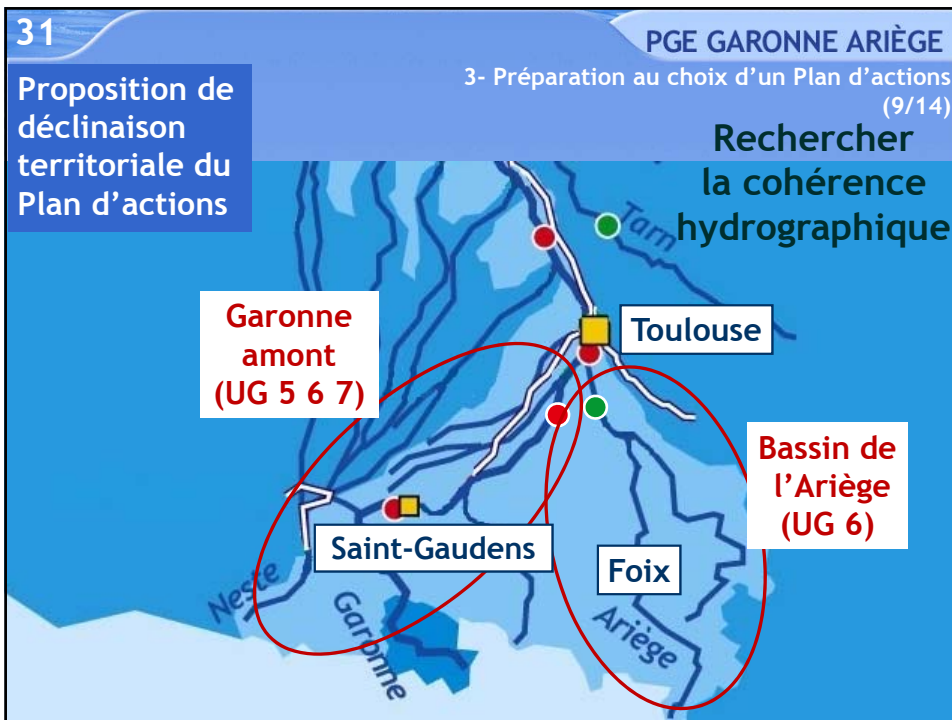 31
PGE GARONNE ARIÈGE
3- Préparation au choix d'un Plan d'actions
(9/14)
Proposition de
déclinaison
territoriale du
Plan d'actions
Rechercher
la cohérence
hydrographique
Tarn
Garonne
amont
(UG 5 6 7)
Toulouse
Bassin de
l'Ariège
(UG 6)
Saint-Gaudens
Foix
Neste
Garonne
Ariège